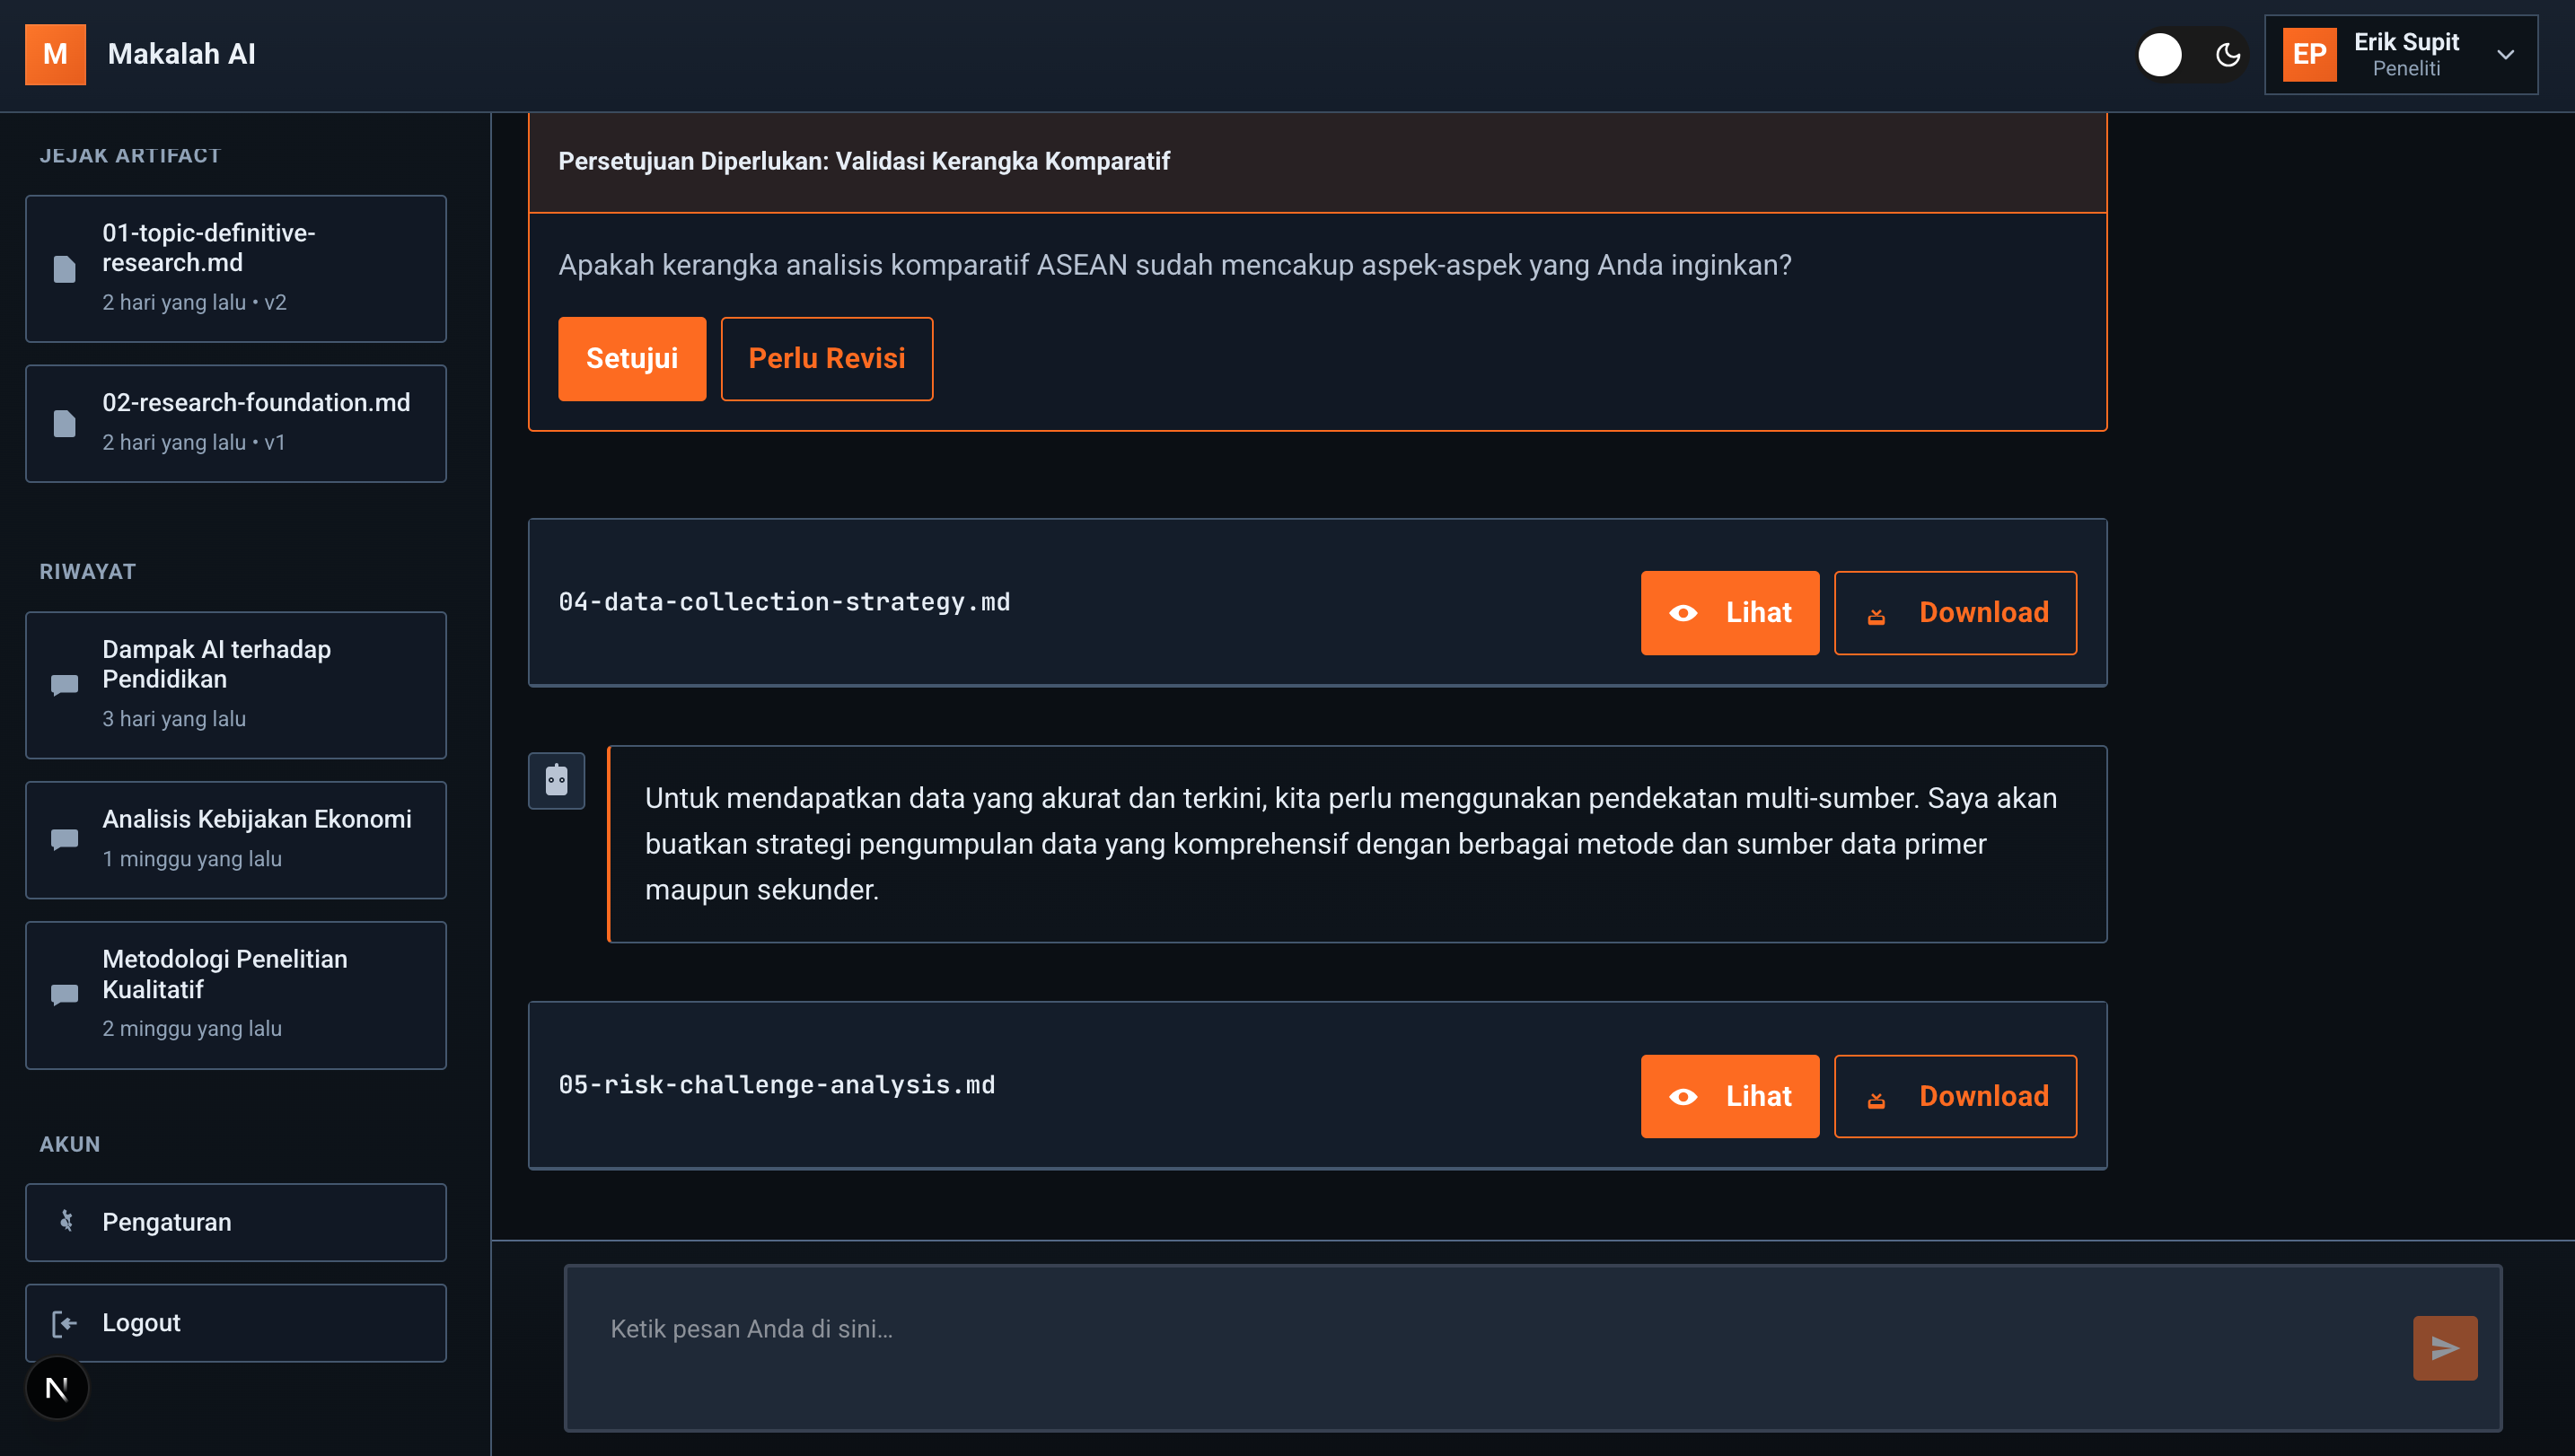 M
Makalah AI
EP
Erik Supit
Peneliti
JEJAK ARTIFACT
01-topic-definitive-
research.md
2 hari yang lalu • v2
02-research-foundation.md
2 hari yang lalu • v1
RIWAYAT
Dampak AI terhadap
Pendidikan
3 hari yang lalu
Analisis Kebijakan Ekonomi
1 minggu yang lalu
Metodologi Penelitian
Kualitatif
2 minggu yang lalu
AKUN
Pengaturan
Logout
N
Persetujuan Diperlukan: Validasi Kerangka Komparatif
Apakah kerangka analisis komparatif ASEAN sudah mencakup aspek-aspek yang Anda inginkan?
Setujui
Perlu Revisi
04-data-collection-strategy.md
Lihat
Download
Untuk mendapatkan data yang akurat dan terkini, kita perlu menggunakan pendekatan multi-sumber. Saya akan
buatkan strategi pengumpulan data yang komprehensif dengan berbagai metode dan sumber data primer
maupun sekunder.
05-risk-challenge-analysis.md
Lihat
Download
Ketik pesan Anda di sini...